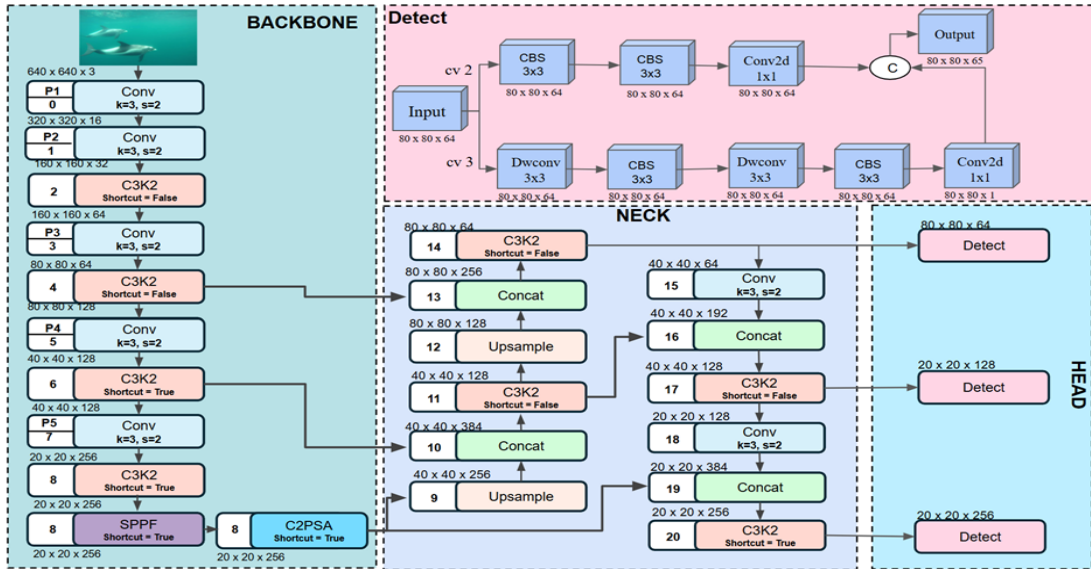 BACKBONE
640 x 640 x 3
P1
0
Conv
k=3, s=2
320 x 320 x 16
P2
1
Conv
k=3, s=2
160 x 160 x 32
2
C3K2
Shortcut = False
160 x 160 x 64
P3
3
Conv
k=3, s=2
80 x 80 x 64
4
C3K2
Shortcut = False
80 x 80 x 128
P4
5
Conv
k=3, s=2
40 x 40 x 128
6
C3K2
Shortcut = True
40 x 40 x 128
P5
7
Conv
k=3, s=2
20 x 20 x 256
8
C3K2
Shortcut = True
20 x 20 x 256
8
SPPF
Shortcut = True
20 x 20 x 256
8
C2PSA
Shortcut = True
20 x 20 x 256
Detect
Input
80 x 80 x 64
cv 2
CBS
3x3
80 x 80 x 64
CBS
3x3
80 x 80 x 64
Conv2d
1x1
80 x 80 x 64
C
Output
80 x 80 x 65
cv 3
Dwconv
3x3
80 x 80 x 64
CBS
3x3
80 x 80 x 64
Dwconv
3x3
80 x 80 x 64
CBS
3x3
80 x 80 x 64
Conv2d
1x1
80 x 80 x 1
NECK
80 x 80 x 64
14
C3K2
Shortcut = False
80 x 80 x 256
13
Concat
80 x 80 x 128
12
Upsample
40 x 40 x 128
11
C3K2
Shortcut = False
40 x 40 x 384
10
Concat
40 x 40 x 256
9
Upsample
40 x 40 x 64
15
Conv
k=3, s=2
40 x 40 x 192
16
Concat
40 x 40 x 128
17
C3K2
Shortcut = False
20 x 20 x 128
18
Conv
k=3, s=2
20 x 20 x 384
19
Concat
20 x 20 x 256
20
C3K2
Shortcut = True
HEAD
80 x 80 x 64
Detect
20 x 20 x 128
Detect
20 x 20 x 256
Detect